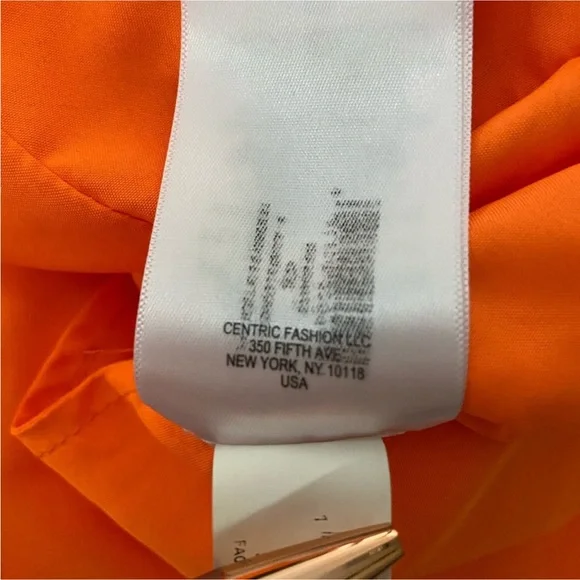 CENTRIC FASHION LLC
350 FIFTH AVE
NEW YORK, NY 10118
USA